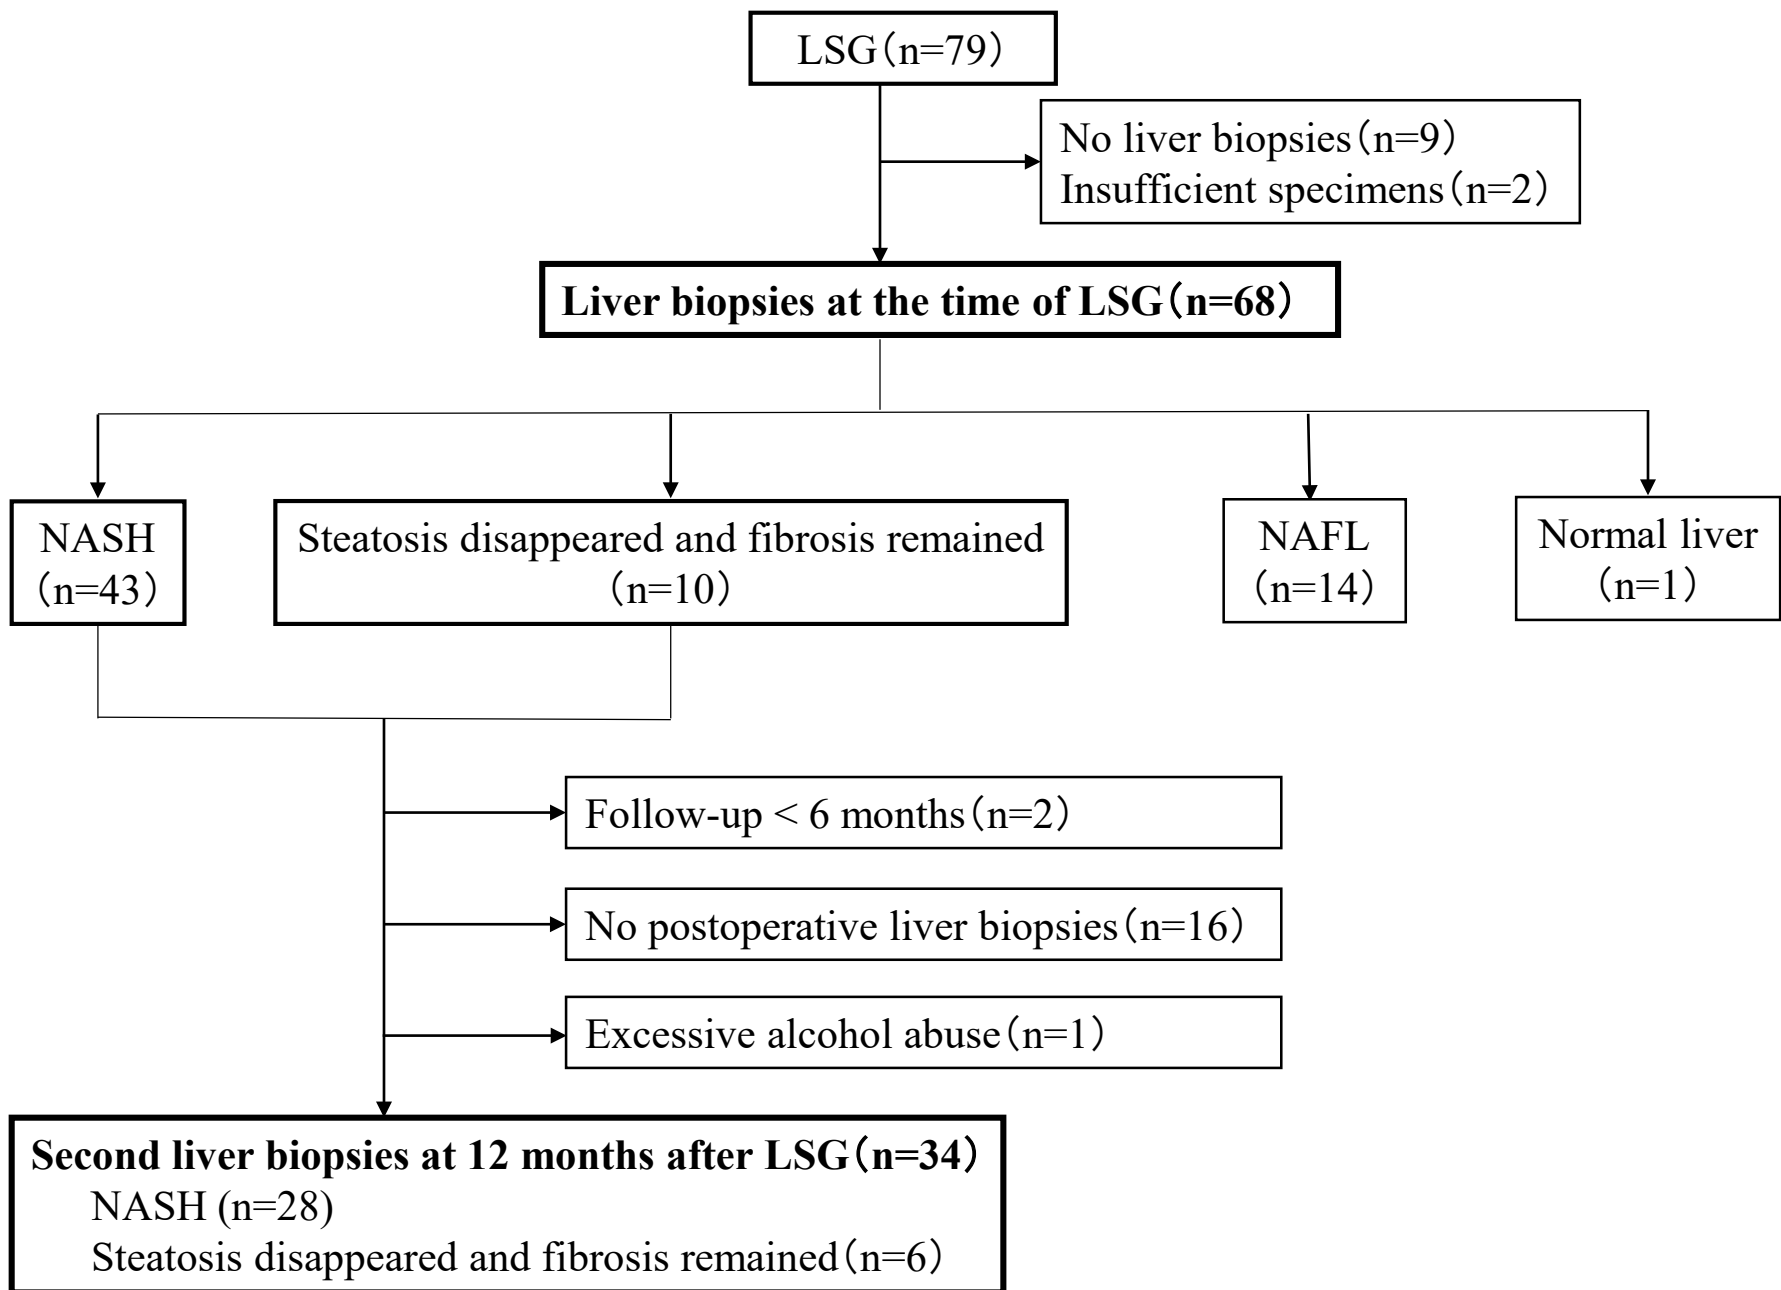 LSG（n=79）
No liver biopsies（n=9）
Insufficient specimens（n=2）
Liver biopsies at the time of LSG（n=68）
NASH
（n=43）
Steatosis disappeared and fibrosis remained
（n=10）
NAFL
（n=14）
Normal liver
（n=1）
Follow-up < 6 months（n=2）
No postoperative liver biopsies（n=16）
Excessive alcohol abuse（n=1）
Second liver biopsies at 12 months after LSG（n=34）
NASH (n=28)
Steatosis disappeared and fibrosis remained（n=6）